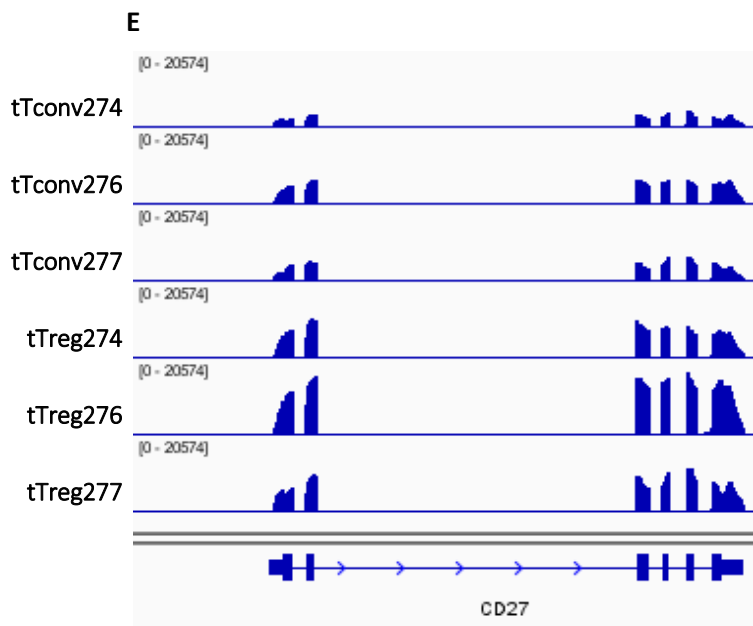 E
[0 - 20574]
tTconv274
[0 - 20574]
tTconv276
[0 - 20574]
tTconv277
[0 - 20574]
tTreg274
[0 - 20574]
tTreg276
[0 - 20574]
tTreg277
CD27